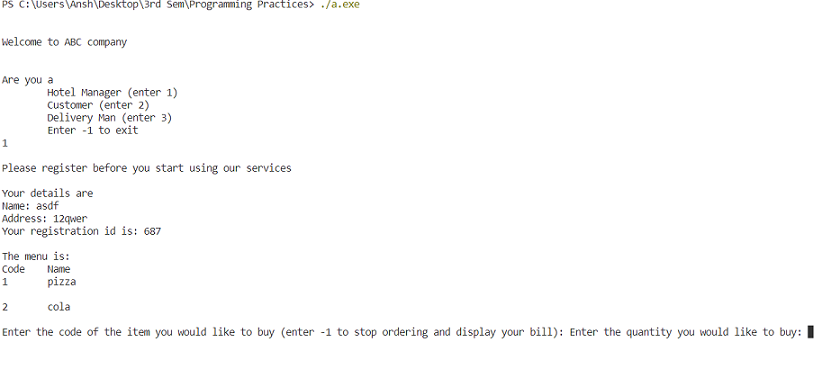 PS C:\Users\Ansh\Desktop\3rd Sem\Programming Practices> ./a.exe
Welcome to ABC company
Are you a
Hotel Manager (enter 1)
Customer (enter 2)
Delivery Man (enter 3)
Enter -1 to exit
1
Please register before you start using our services
Your details are
Name: asdf
Address: 12qwer
Your registration id is: 687
The menu is:
Code Name
1 pizza
2 cola
Enter the code of the item you would like to buy (enter -1 to stop ordering and display your bill): Enter the quantity you would like to buy: